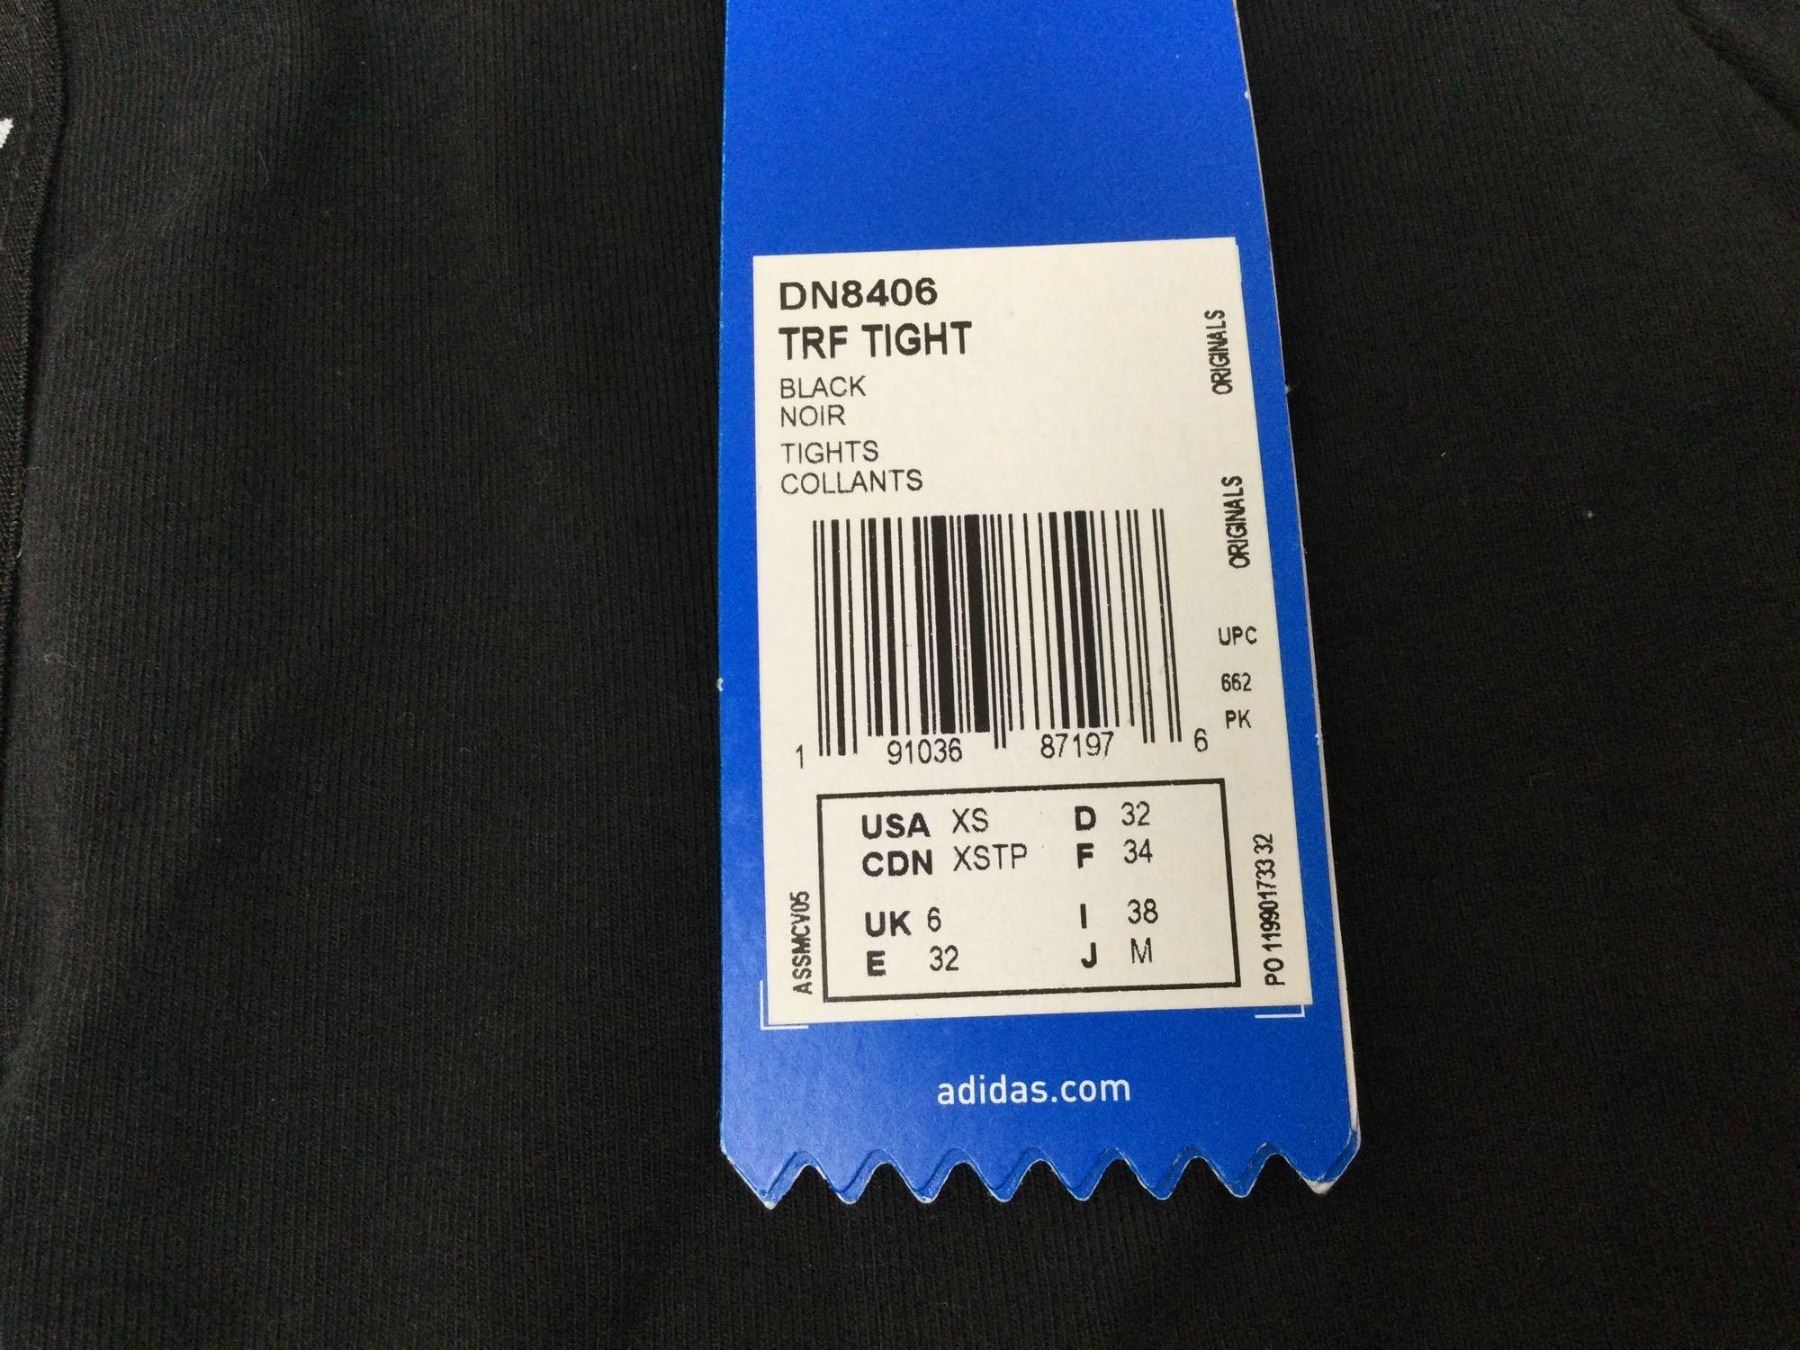 DN8406
TRF TIGHT
BLACK
NOIR
TIGHTS
COLLANTS
ORIGINALS
ORIGINALS
UPC
662
PK
1 91036 87197 6
USA XS D 32
CDN XSTP F 34
UK 6 I 38
E 32 J M
ASSMCV05
PO 119901733 32
adidas.com